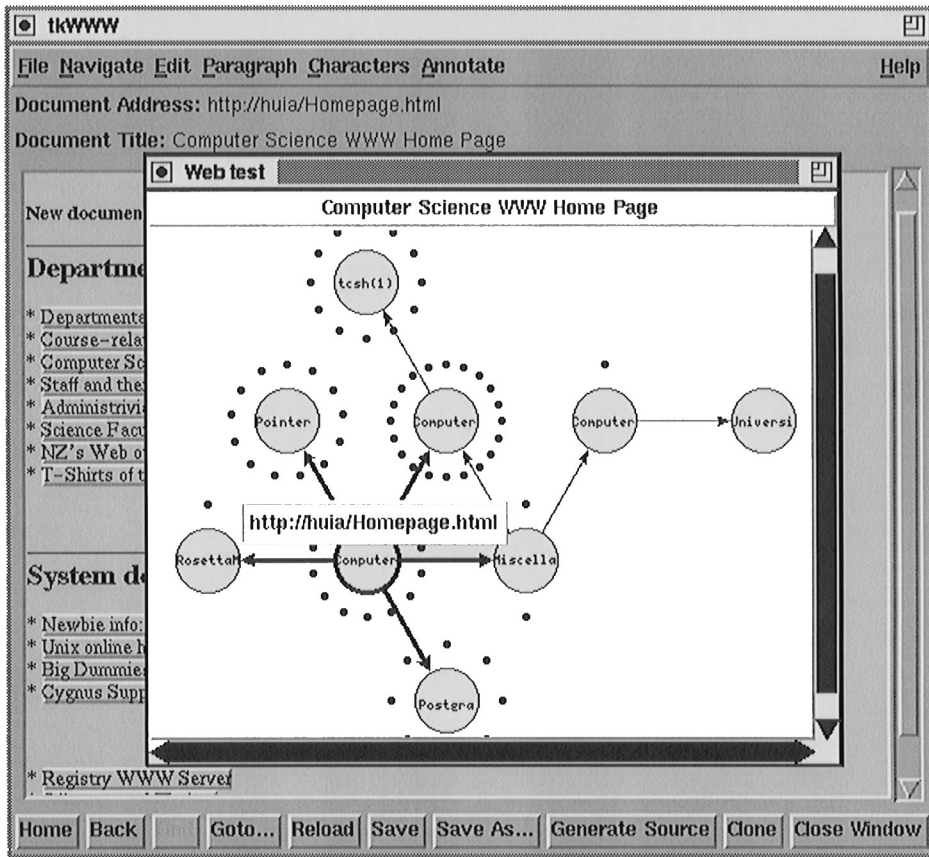 tkWWW
File Navigate Edit Paragraph Characters Annotate Help
Document Address: http://huia/Homepage.html
Document Title: Computer Science WWW Home Page
Web test
Computer Science WWW Home Page
New documen
Departme
* Departmenta
* Course-rela
* Computer Sc
* Staff and the
* Administrivi
* Science Facu
* NZ's Web o
* T-Shirts of t
System d
* Newbie info:
* Unix online h
* Big Dummies
* Cygnus Supp
* Registry WWW Server
tcsh(1)
Pointer
Computer
Computer
Universi
http://huia/Homepage.html
RosettaM
Computer
Miscella
Postgra
Home Back Find Goto... Reload Save Save As... Generate Source Clone Close Window